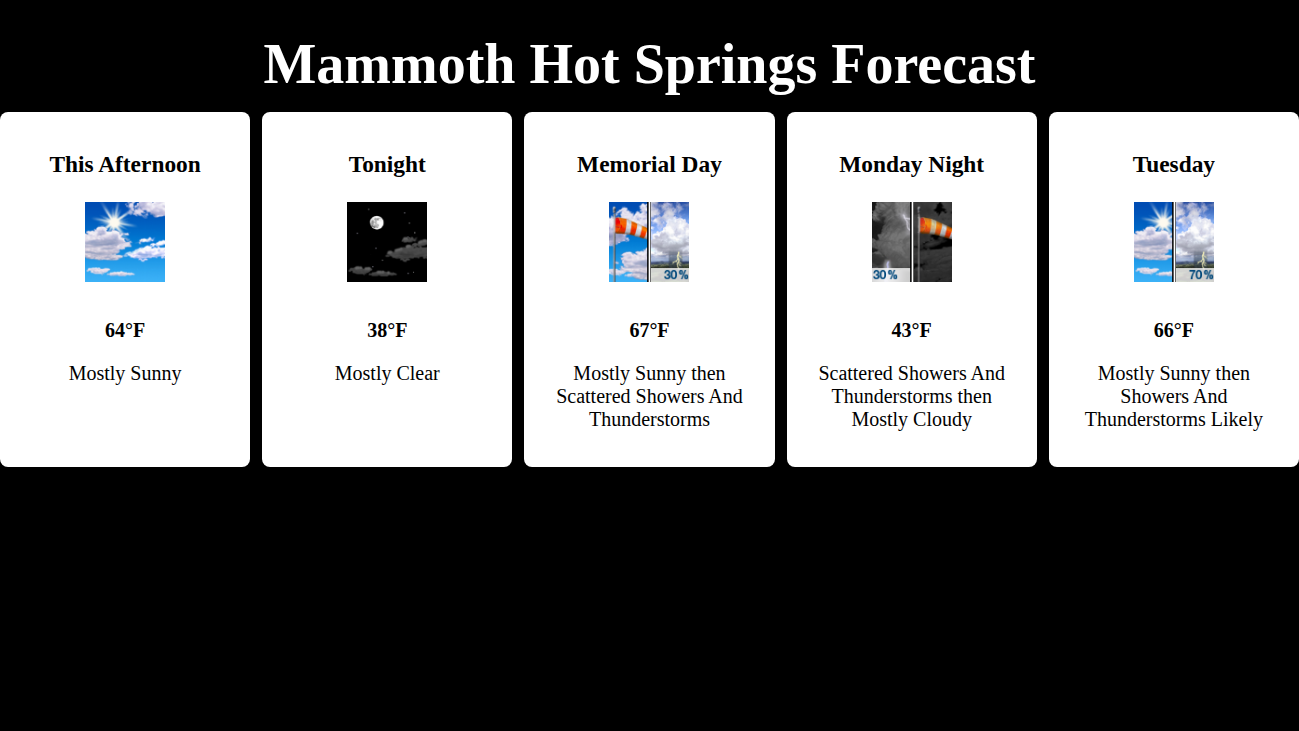 Mammoth Hot Springs Forecast
This Afternoon
64°F
Mostly Sunny
Tonight
38°F
Mostly Clear
Memorial Day
30%
67°F
Mostly Sunny then
Scattered Showers And
Thunderstorms
Monday Night
30%
43°F
Scattered Showers And
Thunderstorms then
Mostly Cloudy
Tuesday
70%
66°F
Mostly Sunny then
Showers And
Thunderstorms Likely